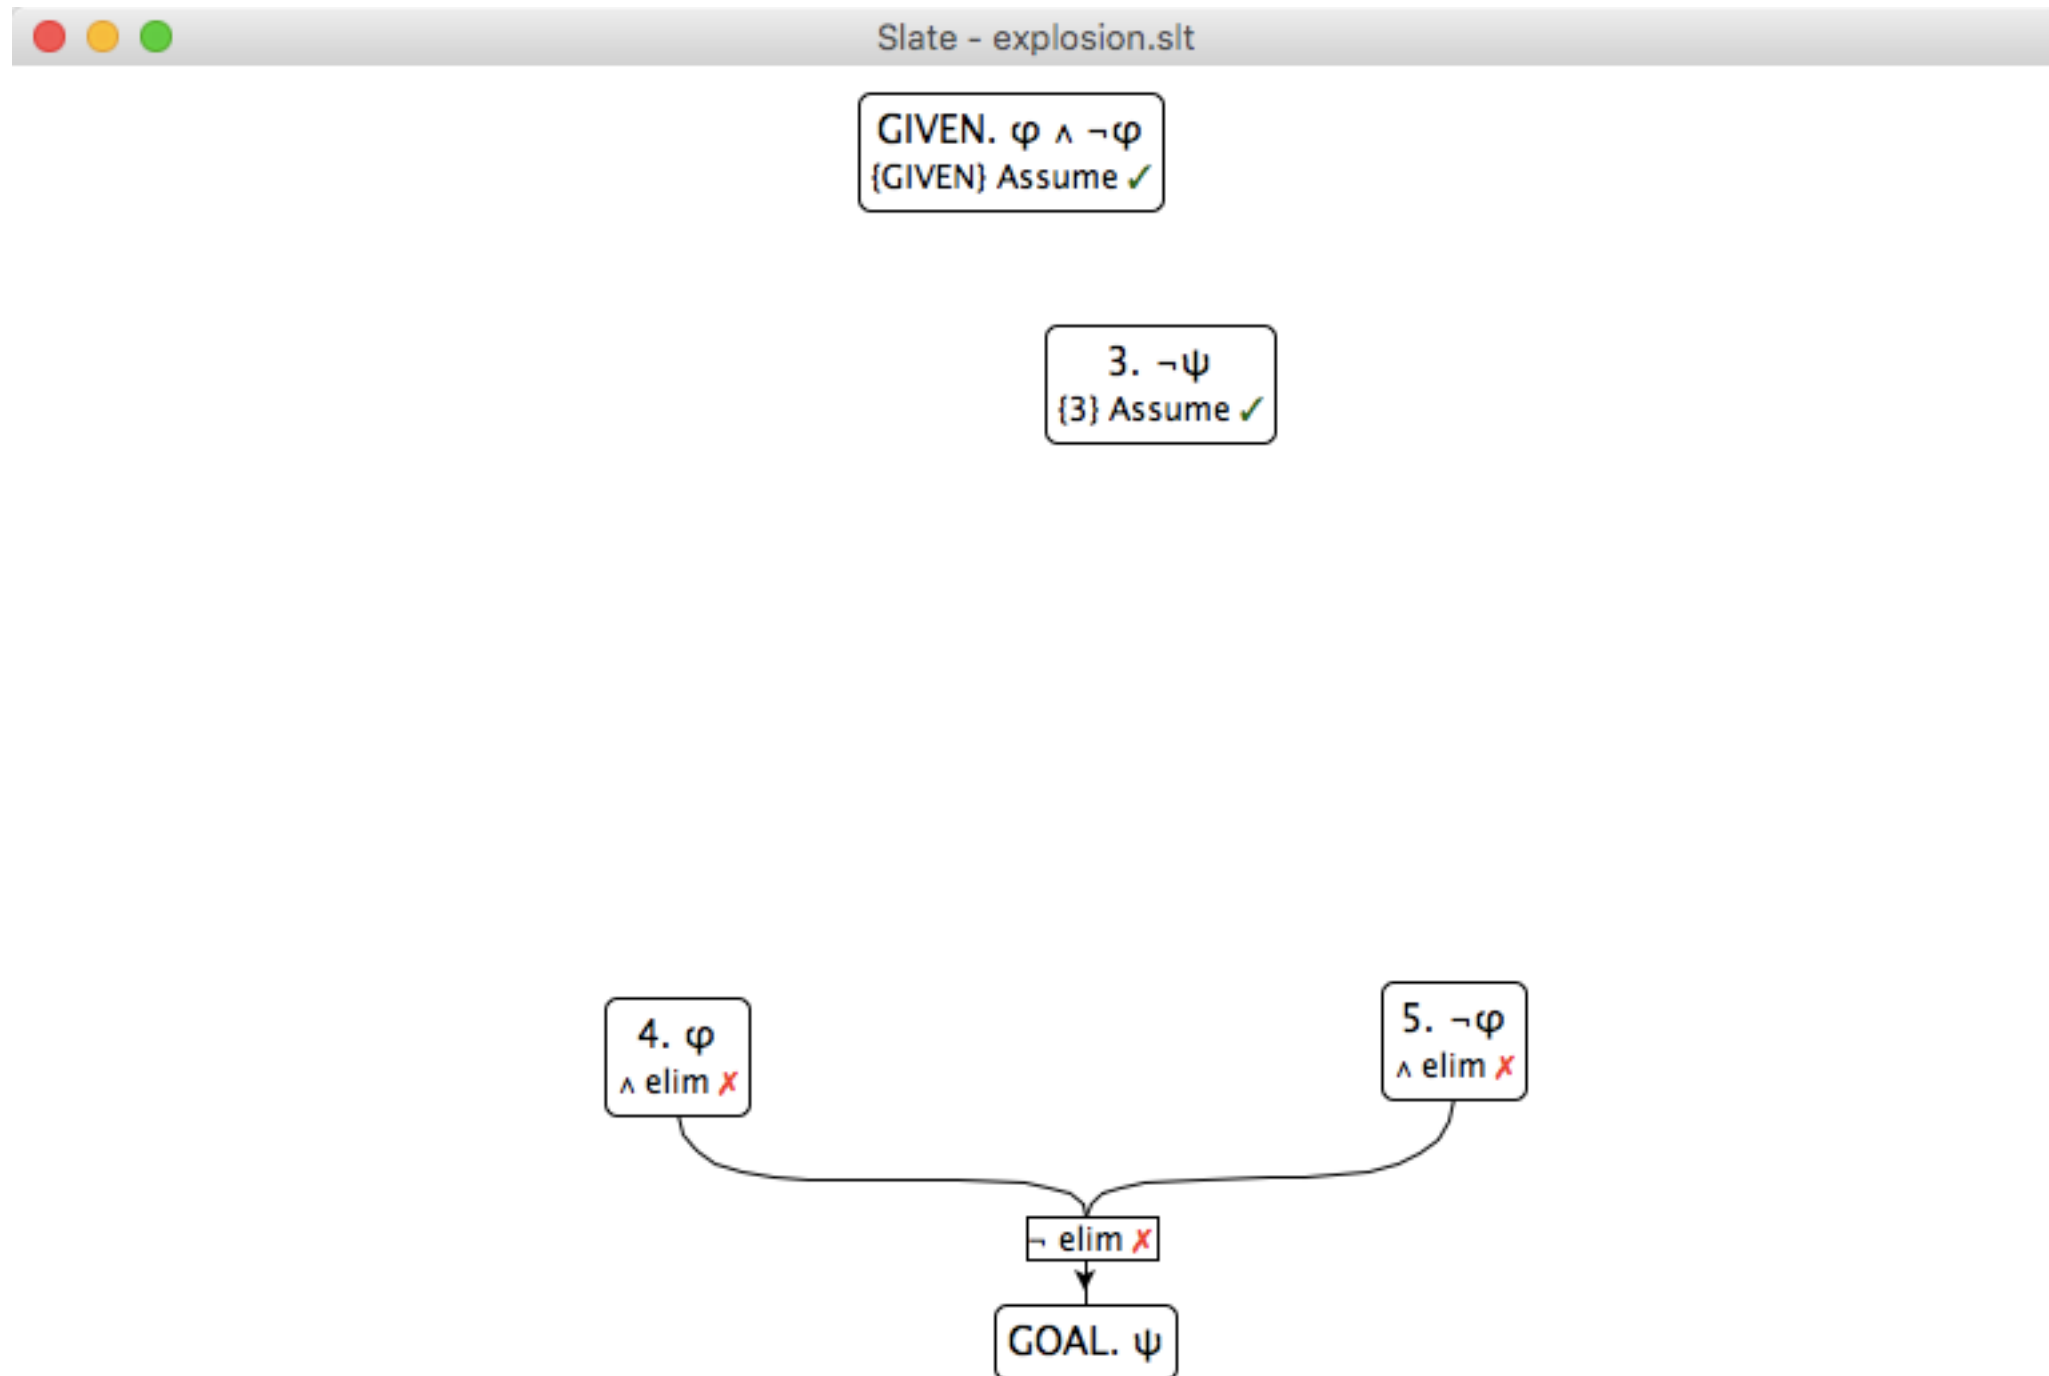 Slate - explosion.slt
GIVEN. φ ∧ ¬φ
{GIVEN} Assume ✓
3. ¬ψ
{3} Assume ✓
4. φ
∧ elim ✗
5. ¬φ
∧ elim ✗
¬ elim ✗
GOAL. ψ